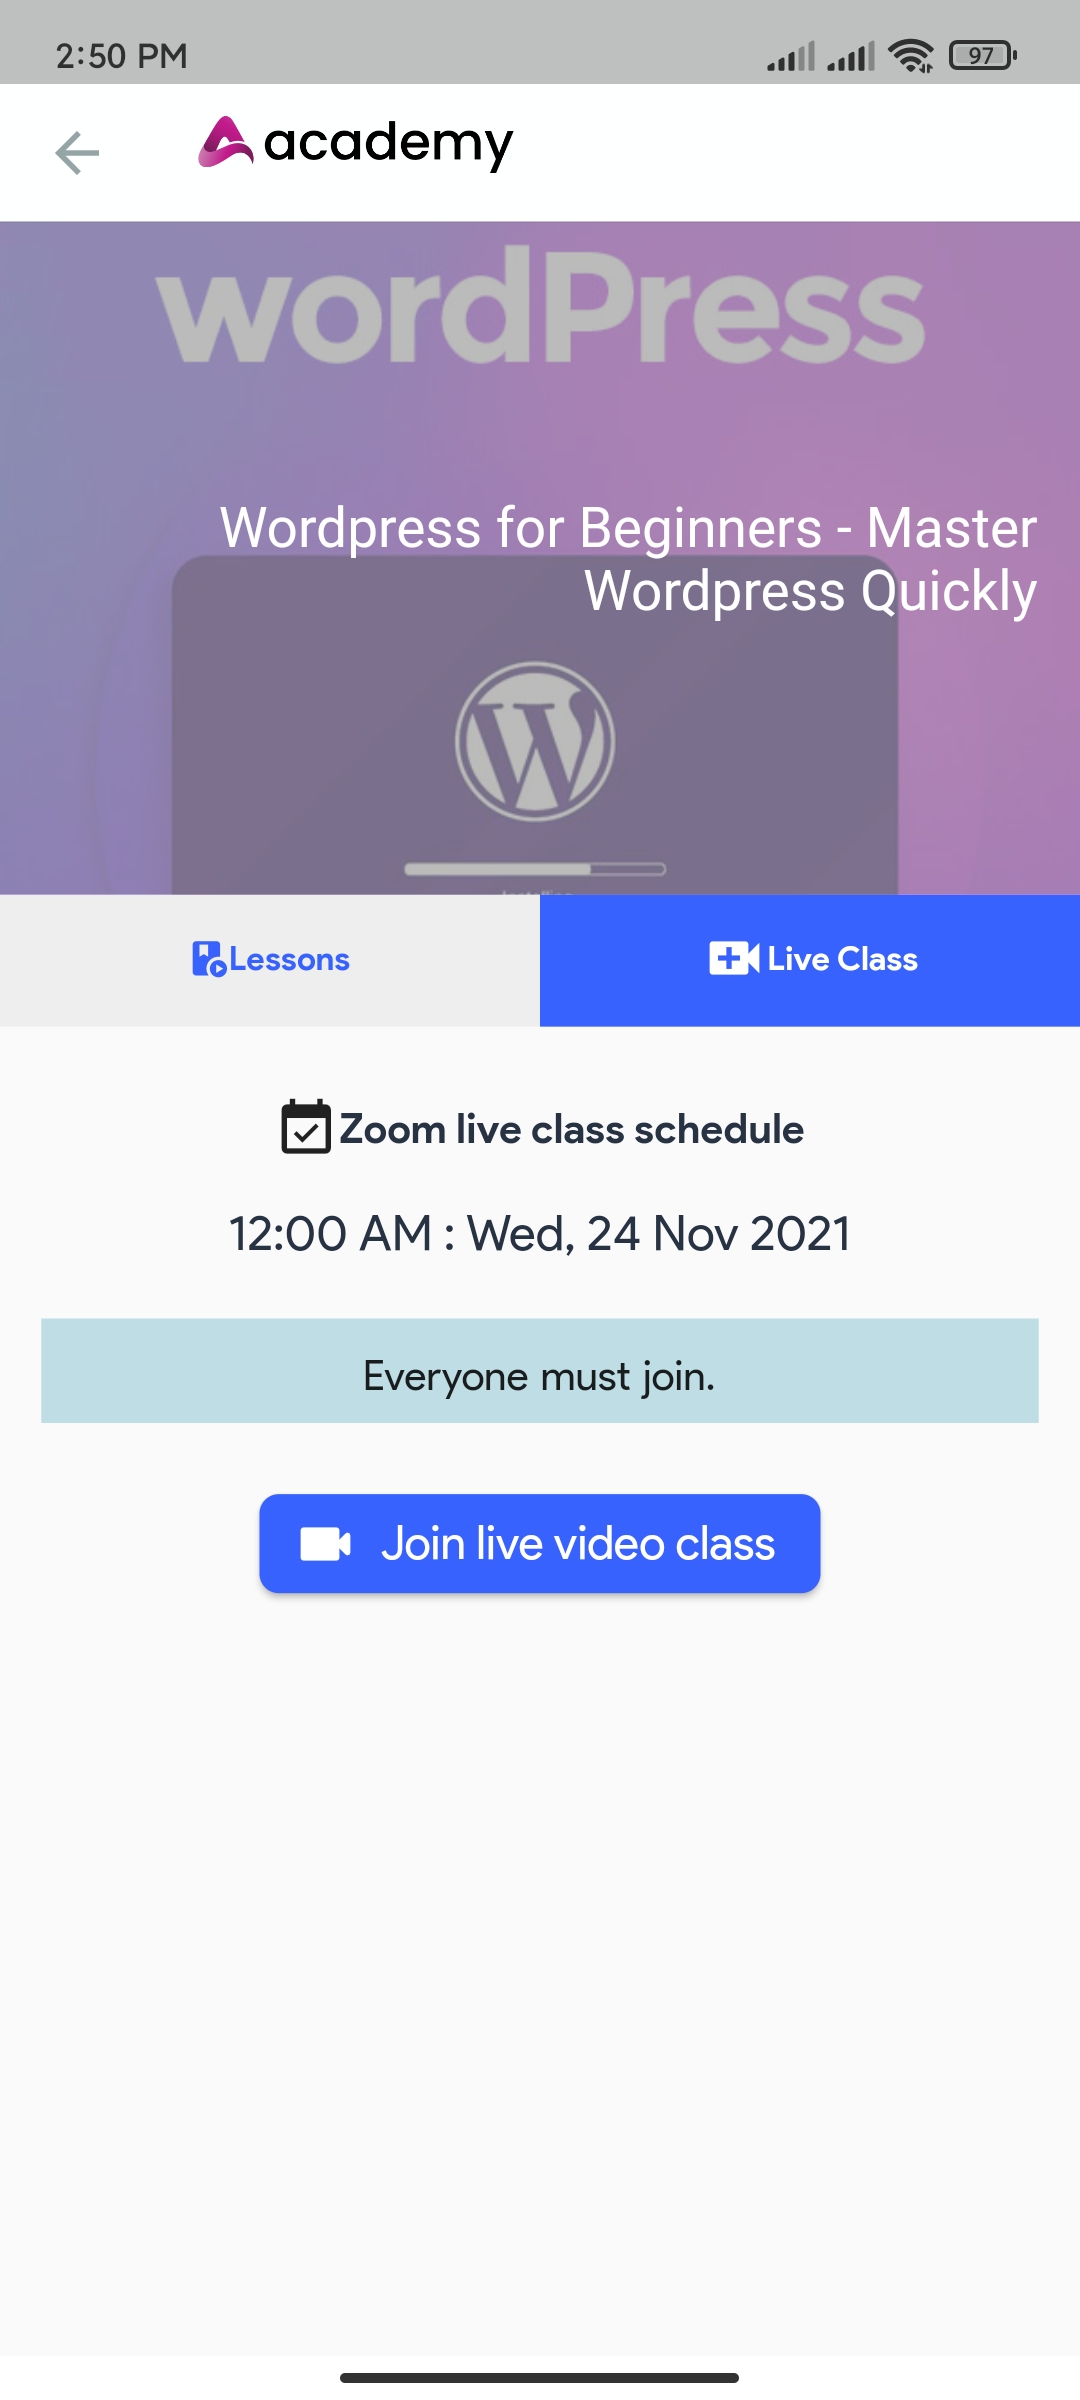 2:50 PM
97
academy
wordPress
Wordpress for Beginners - Master
Wordpress Quickly
Lessons
Live Class
Zoom live class schedule
12:00 AM : Wed, 24 Nov 2021
Everyone must join.
Join live video class